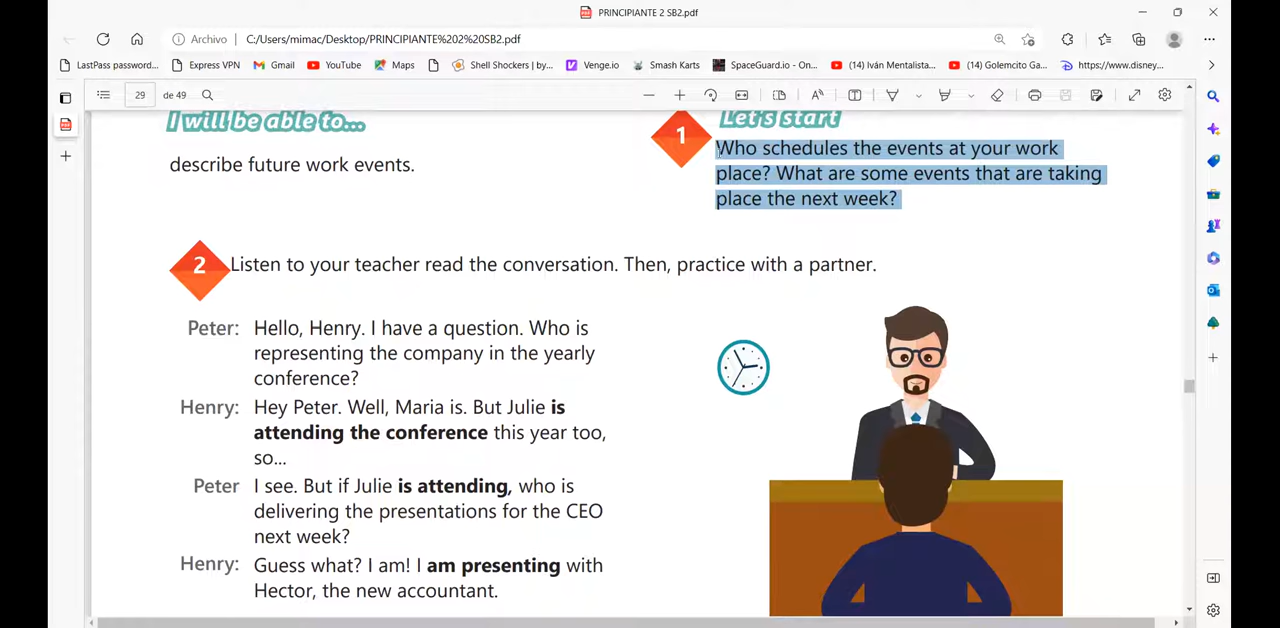 PRINCIPIANTE 2 SB2.pdf
Archivo C:/Users/mimac/Desktop/PRINCIPIANTE%202%20SB2.pdf
LastPass password... Express VPN Gmail YouTube Maps Shell Shockers | by... Venge.io Smash Karts SpaceGuard.io - On... (14) Iván Mentalista... (14) Golemcito Ga... https://www.disney...
29 de 49
I will be able to...
describe future work events.
1
Let's start
Who schedules the events at your work
place? What are some events that are taking
place the next week?
2 Listen to your teacher read the conversation. Then, practice with a partner.
Peter: Hello, Henry. I have a question. Who is
representing the company in the yearly
conference?
Henry: Hey Peter. Well, Maria is. But Julie is
attending the conference this year too,
so...
Peter I see. But if Julie is attending, who is
delivering the presentations for the CEO
next week?
Henry: Guess what? I am! I am presenting with
Hector, the new accountant.